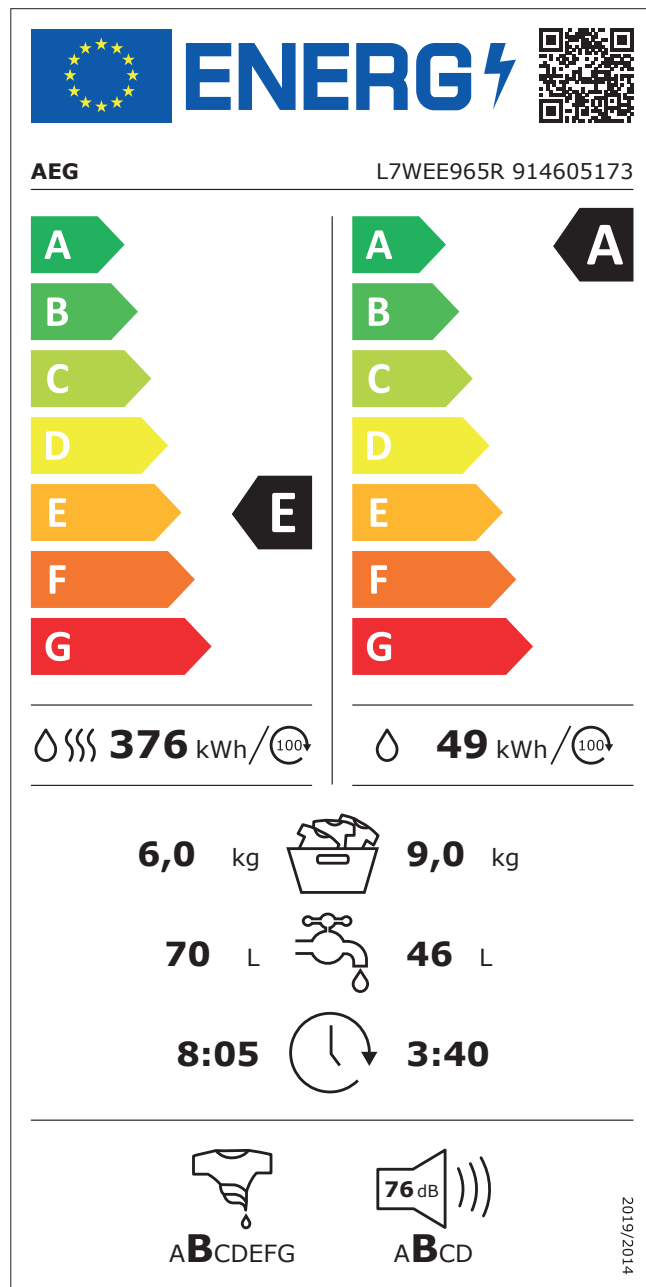 ENERG
AEG L7WEE965R 914605173
A A A
B B
C C
D D
E E E
F F
G G
376 kWh/100 49 kWh/100
6,0 kg 9,0 kg
70 L 46 L
8:05 3:40
76 dB
ABCDEFG ABCD
2019/2014